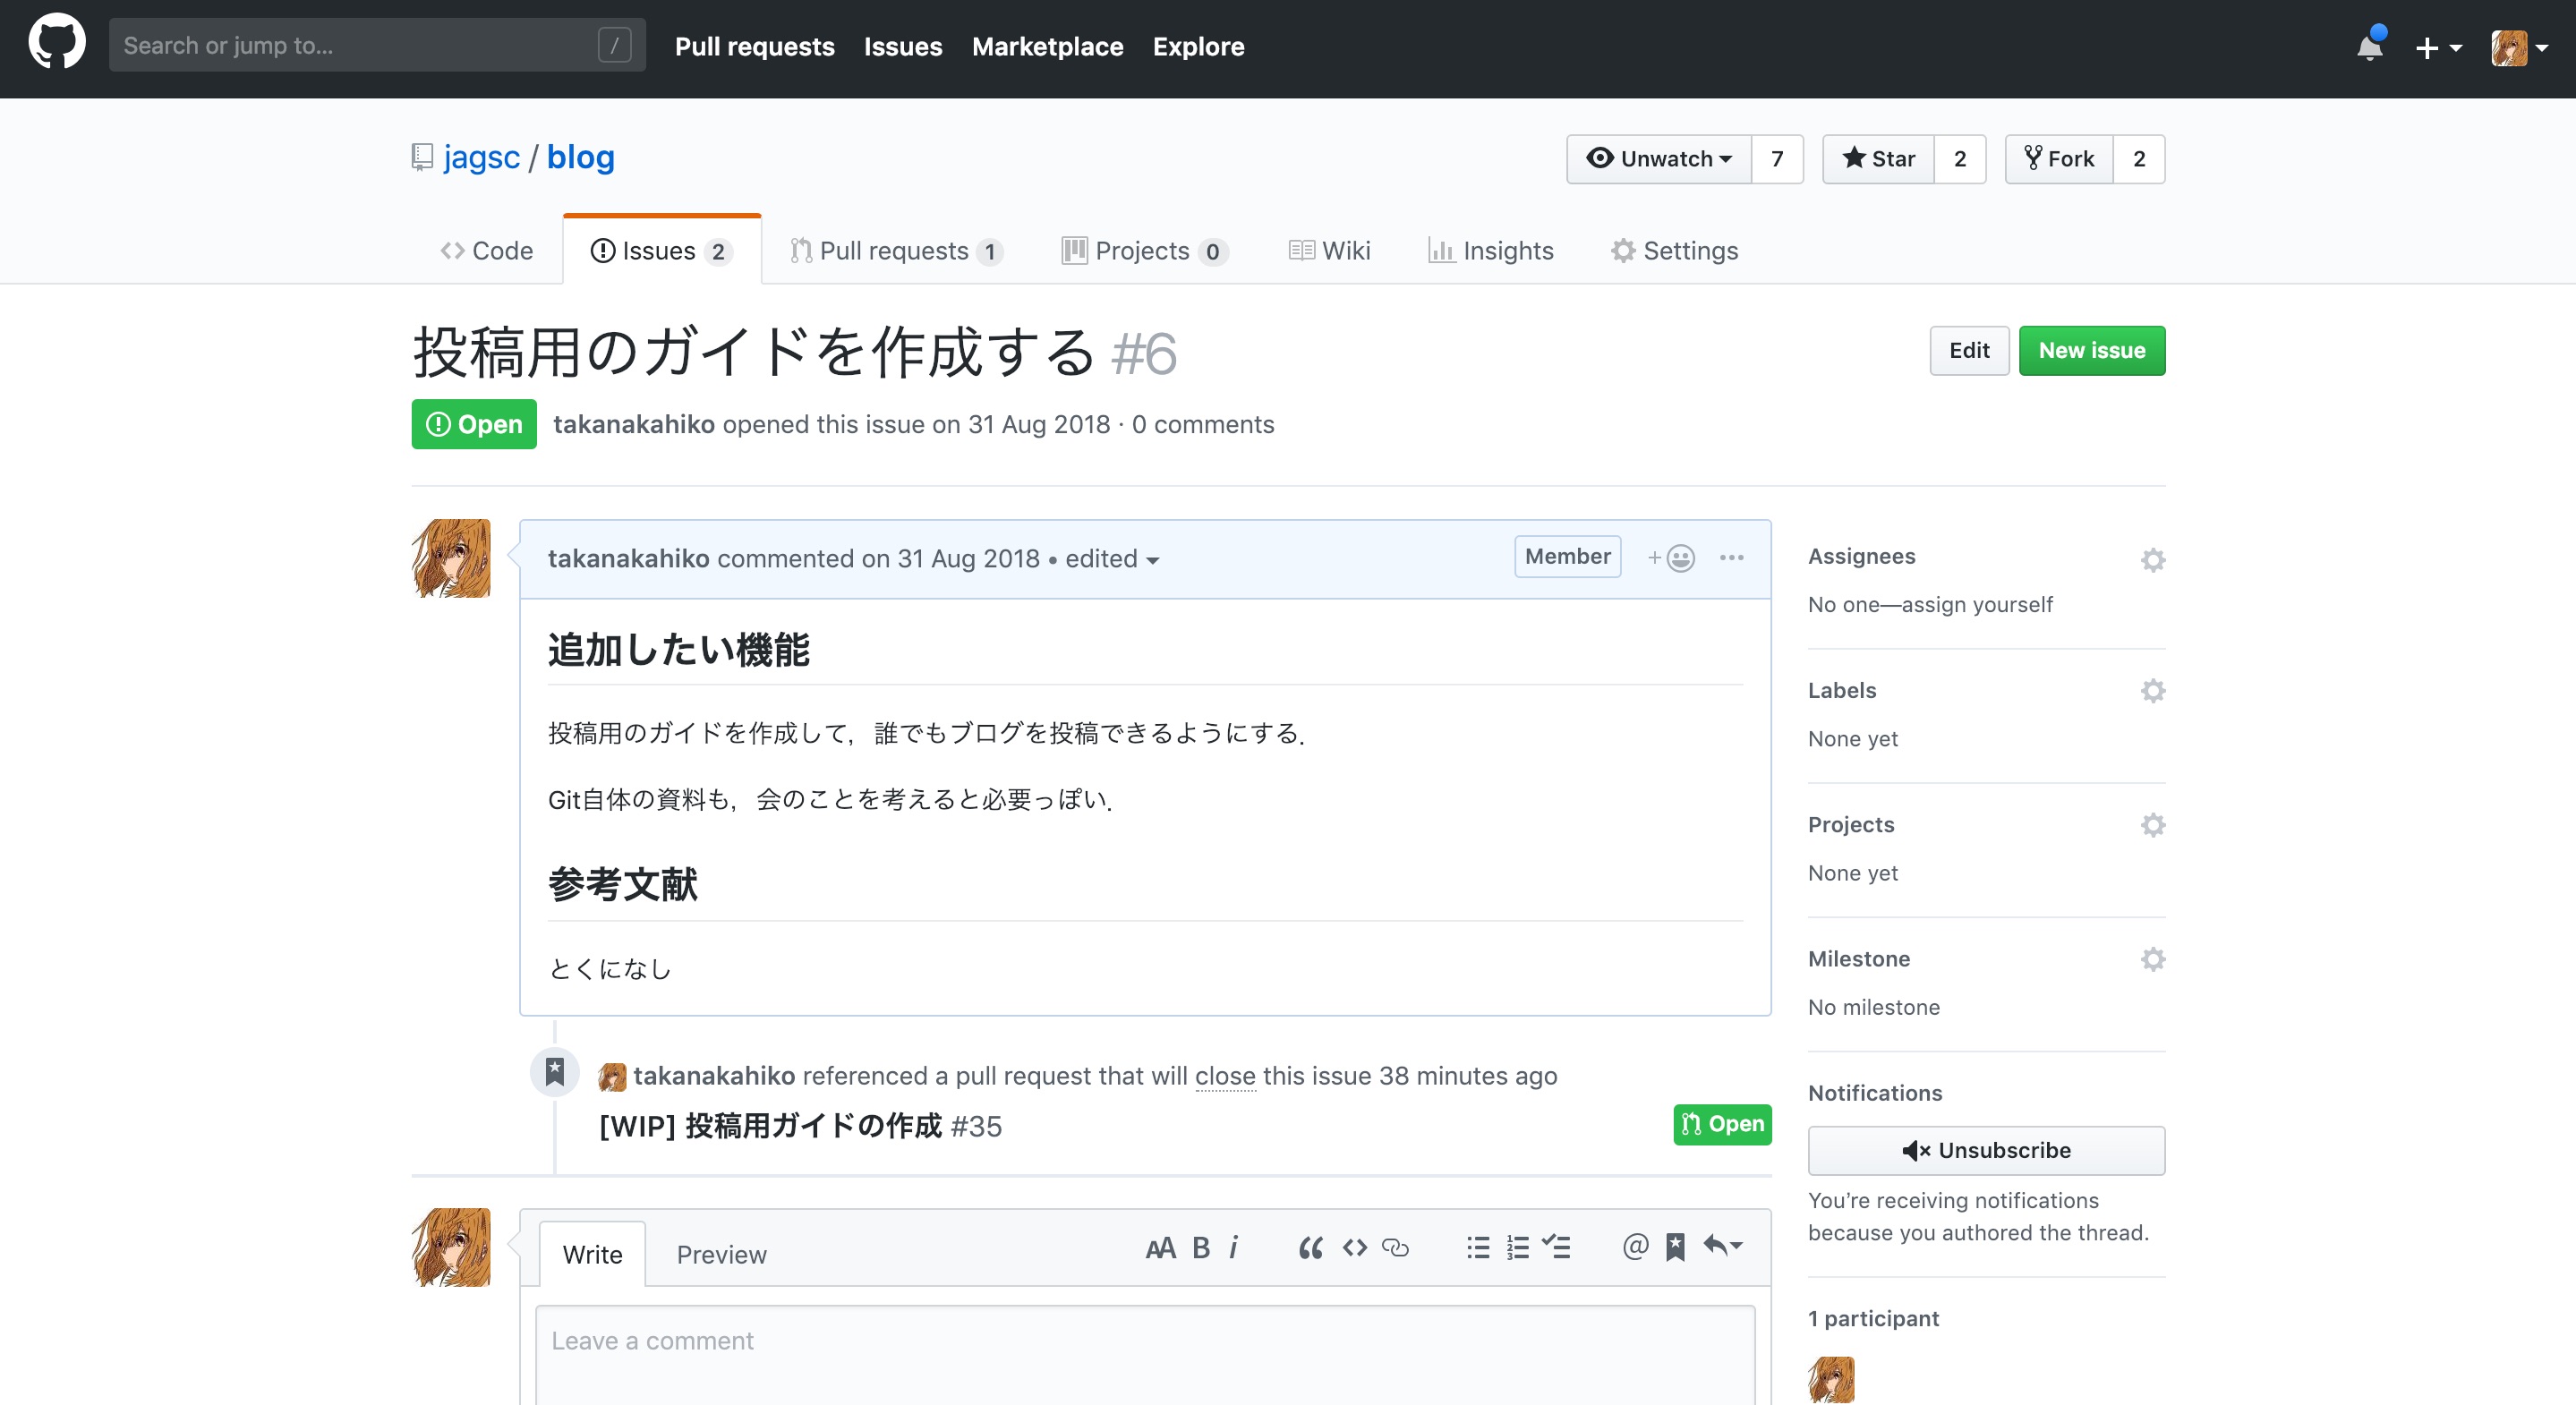 Search or jump to... /
Pull requests Issues Marketplace Explore
jagsc / blog
Unwatch 7 Star 2 Fork 2
Code Issues 2 Pull requests 1 Projects 0 Wiki Insights Settings
投稿用のガイドを作成する #6
Edit New issue
Open takanakahiko opened this issue on 31 Aug 2018 · 0 comments
takanakahiko commented on 31 Aug 2018 • edited
Member
追加したい機能
投稿用のガイドを作成して，誰でもブログを投稿できるようにする．
Git自体の資料も，会のことを考えると必要っぽい．
参考文献
とくになし
takanakahiko referenced a pull request that will close this issue 38 minutes ago
[WIP] 投稿用ガイドの作成 #35
Open
Write Preview
Leave a comment
Assignees
No one—assign yourself
Labels
None yet
Projects
None yet
Milestone
No milestone
Notifications
Unsubscribe
You’re receiving notifications
because you authored the thread.
1 participant